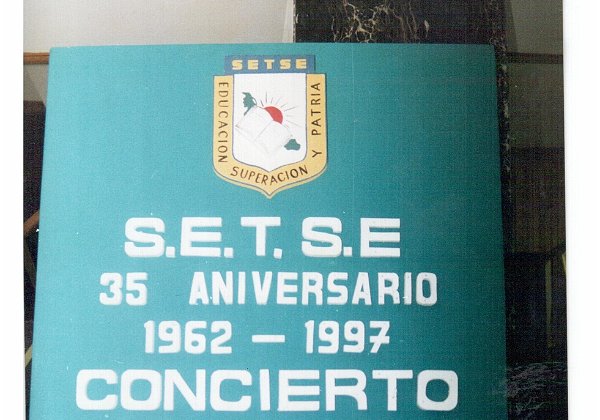 SETSE
EDUCACION
SUPERACION
Y PATRIA
S.E.T. S.E
35 ANIVERSARIO
1962 - 1997
CONCIERTO